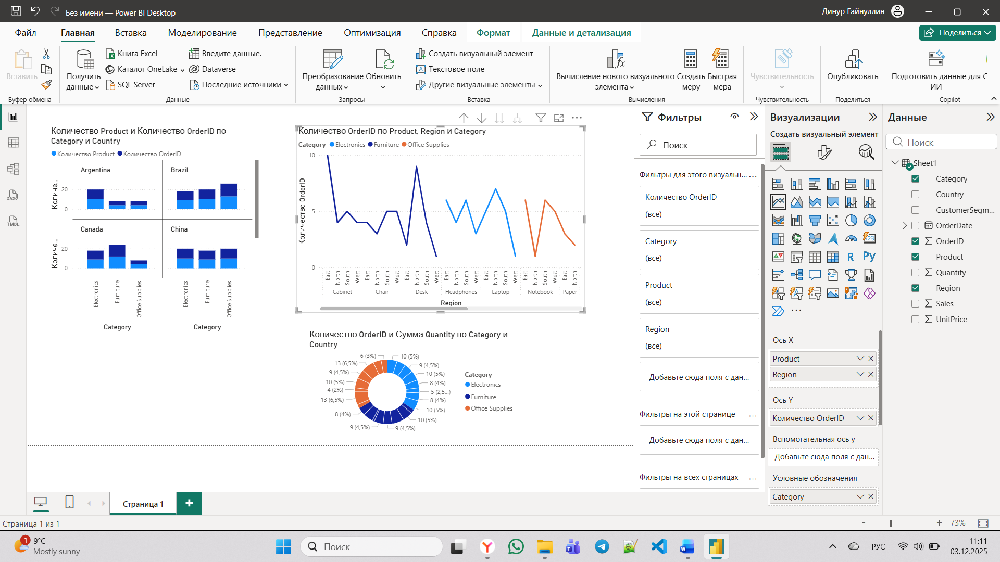 Без имени — Power BI Desktop
Динур Гайнуллин
Файл
Главная
Вставка
Моделирование
Представление
Оптимизация
Справка
Формат
Данные и детализация
Поделиться
Вставить
Буфер обмена
Получить данные
Книга Excel
Каталог OneLake
SQL Server
Введите данные.
Dataverse
Последние источники
Данные
Преобразование данных
Обновить
Запросы
Создать визуальный элемент
Текстовое поле
Другие визуальные элементы
Вставка
Вычисление нового визуального элемента
Создать меру
Быстрая мера
Вычисления
Чувствительность
Чувствительность
Опубликовать
Поделиться
Подготовить данные для С
ИИ
Copilot
DAX
TMDL
Количество Product и Количество OrderID по
Category и Country
Количество Product
Количество OrderID
Argentina
Brazil
Количе...
20
0
Canada
China
Количе...
20
0
Electronics
Furniture
Office Supplies
Electronics
Furniture
Office Supplies
Category
Category
Количество OrderID по Product, Region и Category
Category Electronics Furniture Office Supplies
Количество OrderID
10
5
0
East North South West East North South West East North South West East North South West East North South West East North South West East North
Cabinet Chair Desk Headphones Laptop Notebook Paper
Region
Количество OrderID и Сумма Quantity по Category и
Country
6 (3%)
10 (5%)
13 (6,5%)
9 (4,5%)
9 (4,5%)
10 (5%)
10 (5%)
8 (4%)
4 (2%)
5 (2,5...)
13 (6,5%)
8 (4%)
10 (5%)
8 (4%)
10 (5%)
9 (4,5%)
9 (4,5%)
Category
Electronics
Furniture
Office Supplies
Фильтры
Поиск
Фильтры для этого визуальн... ...
Количество OrderID
(все)
Category
(все)
Product
(все)
Region
(все)
Добавьте сюда поля с дан...
Фильтры на этой странице ...
Добавьте сюда поля с дан...
Фильтры на всех страницах ...
Визуализации
Создать визуальный элемент
123
R
Py
...
Ось X
Product
Region
Ось Y
Количество OrderID
Вспомогательная ось y
Добавьте сюда поля с дан...
Условные обозначения
Category
Данные
Поиск
Sheet1
Category
Country
CustomerSegm...
OrderDate
OrderID
Product
Quantity
Region
Sales
UnitPrice
Страница 1
+
Страница 1 из 1
- + 73%
1
9°C
Mostly sunny
Поиск
РУС
11:11
03.12.2025